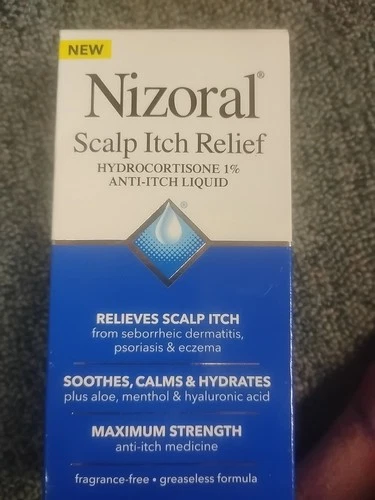 NEW
Nizoral®
Scalp Itch Relief
HYDROCORTISONE 1%
ANTI-ITCH LIQUID
®
RELIEVES SCALP ITCH
from seborrheic dermatitis,
psoriasis & eczema
SOOTHES, CALMS & HYDRATES
plus aloe, menthol & hyaluronic acid
MAXIMUM STRENGTH
anti-itch medicine
fragrance-free • greaseless formula